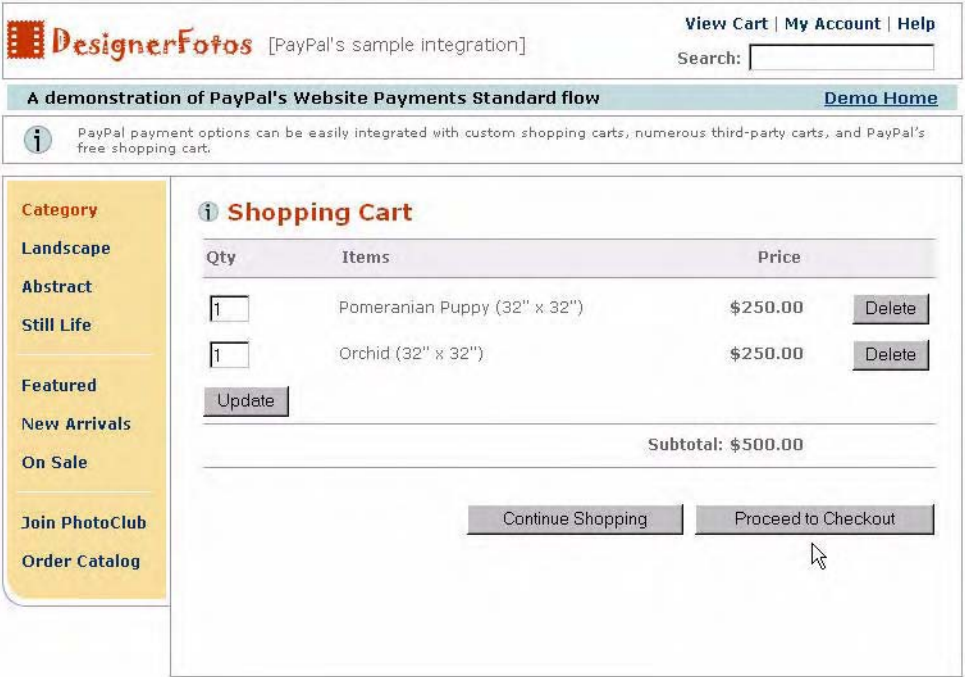 DesignerFotos [PayPal's sample integration]
View Cart | My Account | Help
Search:
A demonstration of PayPal's Website Payments Standard flow Demo Home
i PayPal payment options can be easily integrated with custom shopping carts, numerous third-party carts, and PayPal's
free shopping cart.
Category
Landscape
Abstract
Still Life
Featured
New Arrivals
On Sale
Join PhotoClub
Order Catalog
i Shopping Cart
Qty Items Price
1 Pomeranian Puppy (32" x 32") $250.00 Delete
1 Orchid (32" x 32") $250.00 Delete
Update
Subtotal: $500.00
Continue Shopping Proceed to Checkout